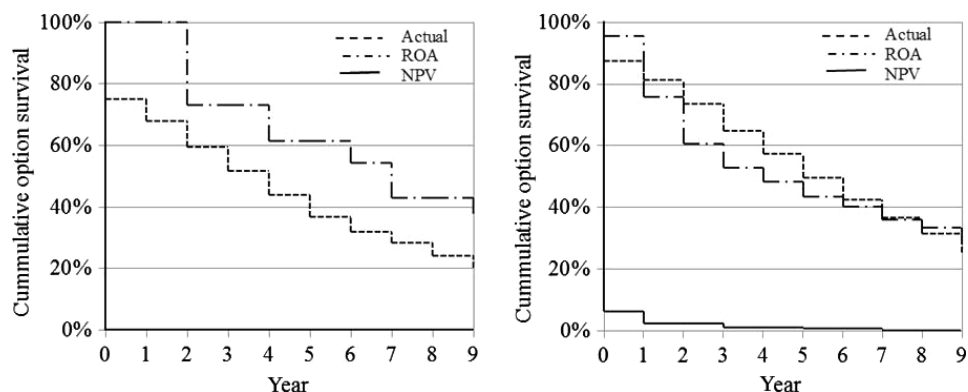 100%
80%
60%
40%
20%
0%
Cummulative option survival
Actual
ROA
NPV
0 1 2 3 4 5 6 7 8 9
Year
100%
80%
60%
40%
20%
0%
Cummulative option survival
Actual
ROA
NPV
0 1 2 3 4 5 6 7 8 9
Year